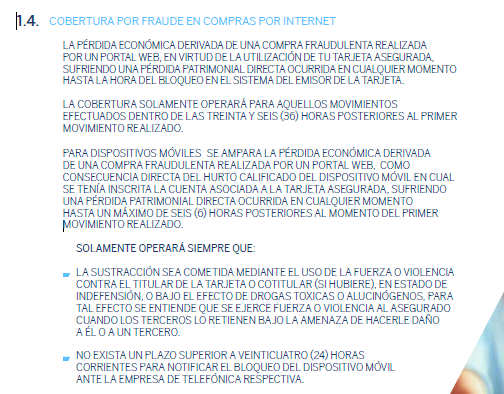 1.4. COBERTURA POR FRAUDE EN COMPRAS POR INTERNET
LA PÉRDIDA ECONÓMICA DERIVADA DE UNA COMPRA FRAUDULENTA REALIZADA
POR UN PORTAL WEB, EN VIRTUD DE LA UTILIZACIÓN DE TU TARJETA ASEGURADA,
SUFRIENDO UNA PÉRDIDA PATRIMONIAL DIRECTA OCURRIDA EN CUALQUIER MOMENTO
HASTA LA HORA DEL BLOQUEO EN EL SISTEMA DEL EMISOR DE LA TARJETA.
LA COBERTURA SOLAMENTE OPERARÁ PARA AQUELLOS MOVIMIENTOS
EFECTUADOS DENTRO DE LAS TREINTA Y SEIS (36) HORAS POSTERIORES AL PRIMER
MOVIMIENTO REALIZADO.
PARA DISPOSITIVOS MÓVILES SE AMPARA LA PÉRDIDA ECONÓMICA DERIVADA
DE UNA COMPRA FRAUDULENTA REALIZADA POR UN PORTAL WEB, COMO
CONSECUENCIA DIRECTA DEL HURTO CALIFICADO DEL DISPOSITIVO MÓVIL EN CUAL
SE TENÍA INSCRITA LA CUENTA ASOCIADA A LA TARJETA ASEGURADA, SUFRIENDO
UNA PÉRDIDA PATRIMONIAL DIRECTA OCURRIDA EN CUALQUIER MOMENTO
HASTA UN MÁXIMO DE SEIS (6) HORAS POSTERIORES AL MOMENTO DEL PRIMER
MOVIMIENTO REALIZADO.
SOLAMENTE OPERARÁ SIEMPRE QUE:
LA SUSTRACCIÓN SEA COMETIDA MEDIANTE EL USO DE LA FUERZA O VIOLENCIA
CONTRA EL TITULAR DE LA TARJETA O COTITULAR (SI HUBIERE), EN ESTADO DE
INDEFENSIÓN, O BAJO EL EFECTO DE DROGAS TOXICAS O ALUCINÓGENOS, PARA
TAL EFECTO SE ENTIENDE QUE SE EJERCE FUERZA O VIOLENCIA AL ASEGURADO
CUANDO LOS TERCEROS LO RETIENEN BAJO LA AMENAZA DE HACERLE DAÑO
A ÉL O A UN TERCERO.
NO EXISTA UN PLAZO SUPERIOR A VEINTICUATRO (24) HORAS
CORRIENTES PARA NOTIFICAR EL BLOQUEO DEL DISPOSITIVO MÓVIL
ANTE LA EMPRESA DE TELEFÓNICA RESPECTIVA.